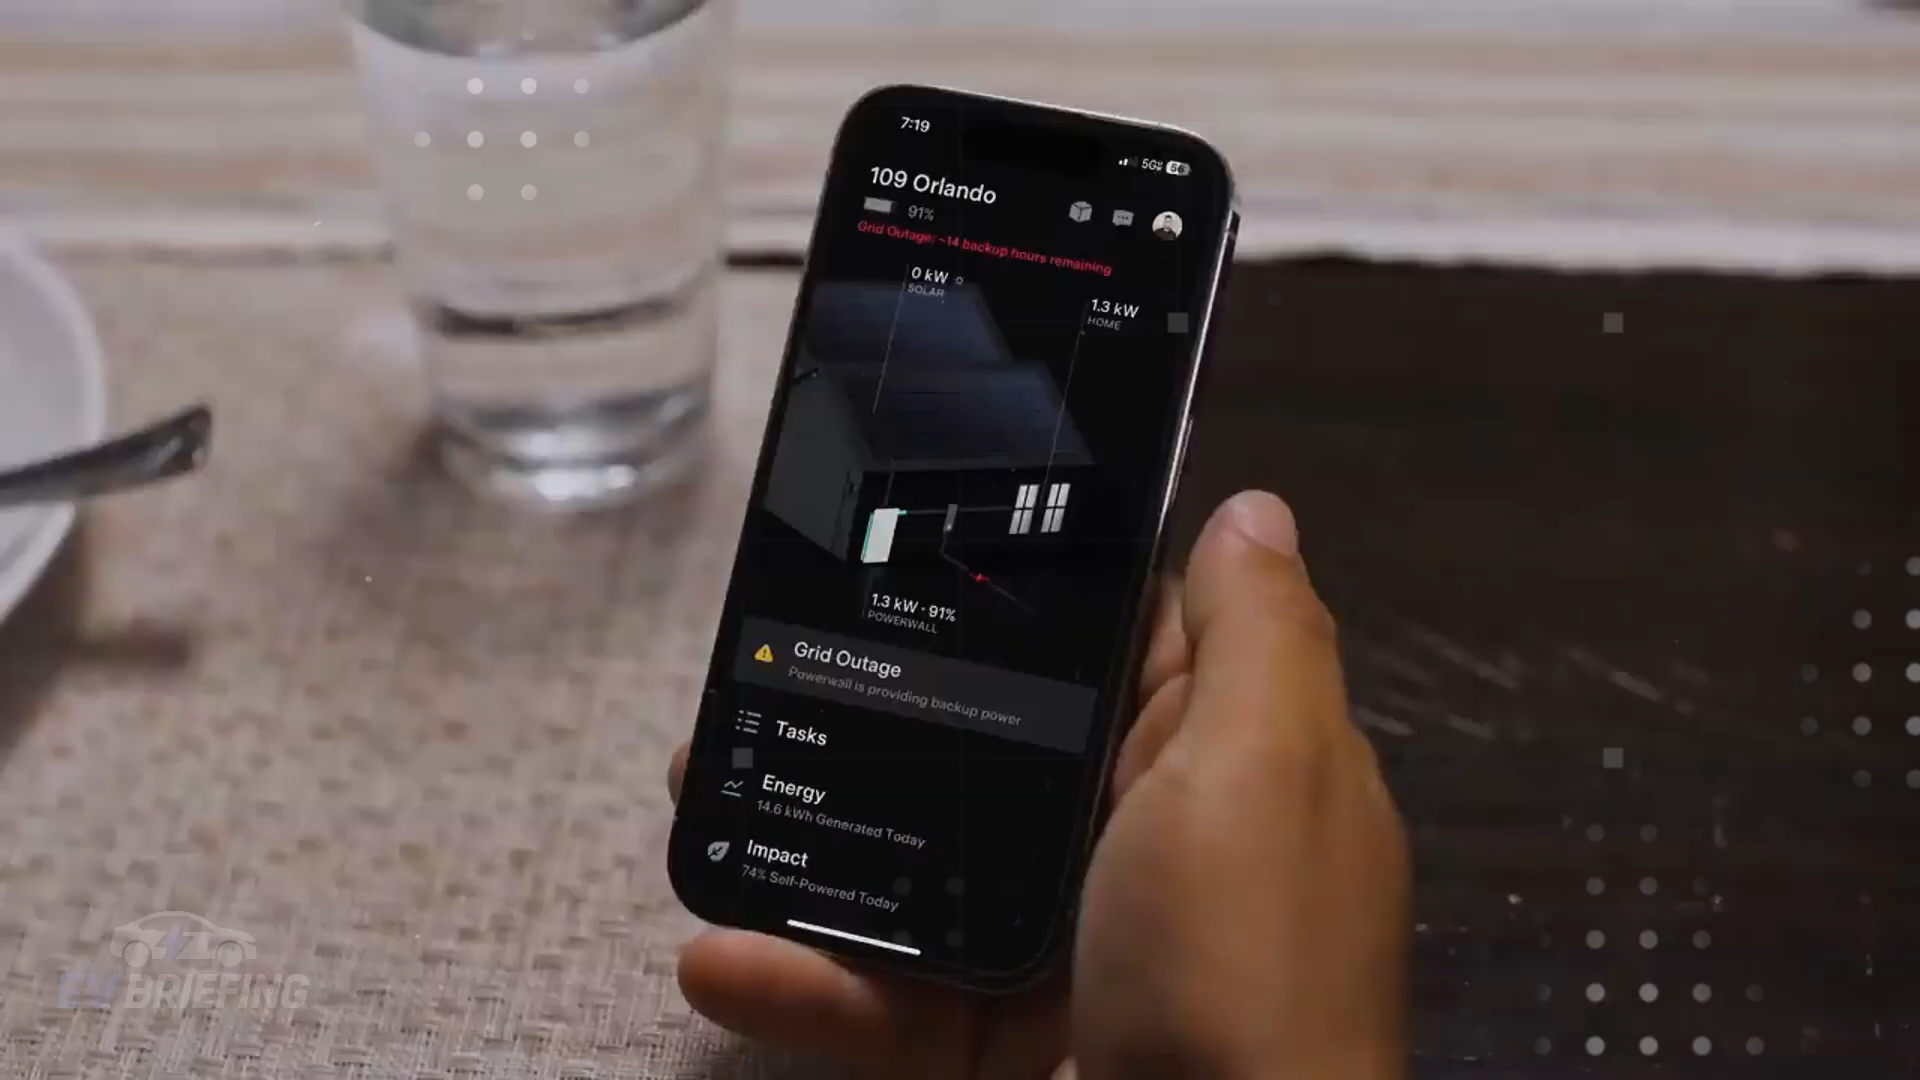 7:19
5G 56
109 Orlando
91%
Grid Outage: ~14 backup hours remaining
0 kW
SOLAR
1.3 kW
HOME
1.3 kW · 91%
POWERWALL
Grid Outage
Powerwall is providing backup power
Tasks
Energy
14.6 kWh Generated Today
Impact
74% Self-Powered Today
EV BRIEFING